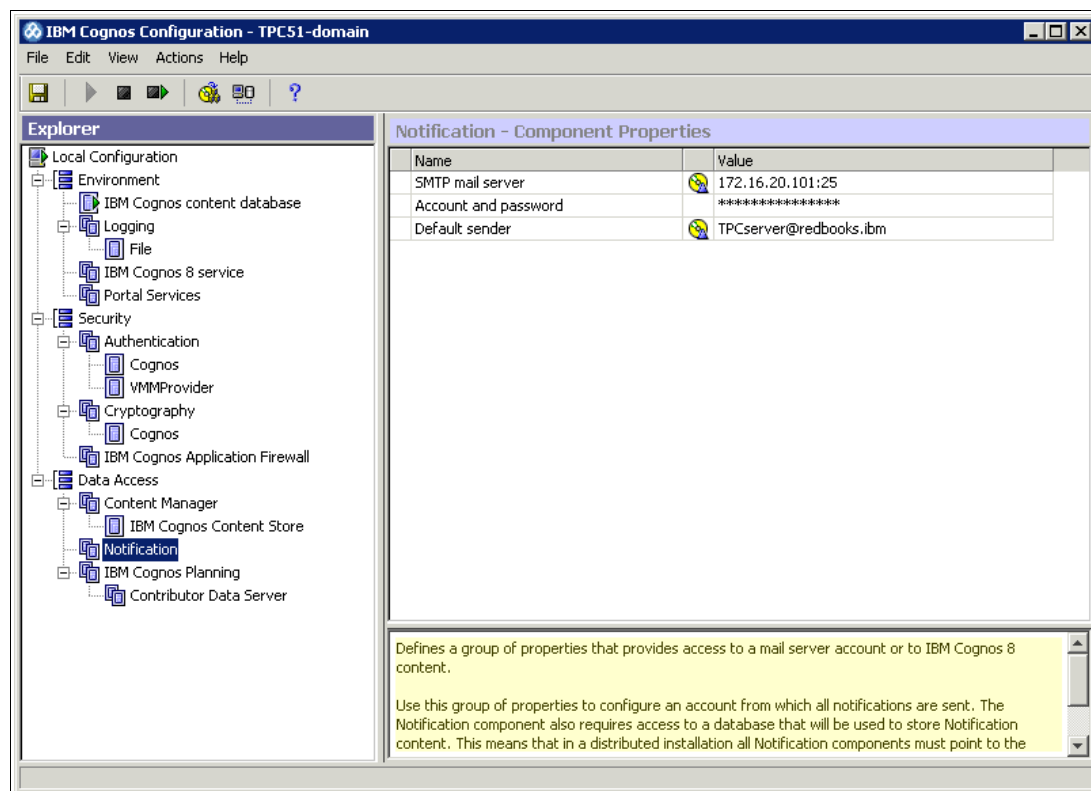 IBM Cognos Configuration - TPC51-domain
File Edit View Actions Help
Explorer
Local Configuration
Environment
IBM Cognos content database
Logging
File
IBM Cognos 8 service
Portal Services
Security
Authentication
Cognos
VMMProvider
Cryptography
Cognos
IBM Cognos Application Firewall
Data Access
Content Manager
IBM Cognos Content Store
Notification
IBM Cognos Planning
Contributor Data Server
Notification - Component Properties
Name Value
SMTP mail server 172.16.20.101:25
Account and password ***************
Default sender TPCserver@redbooks.ibm
Defines a group of properties that provides access to a mail server account or to IBM Cognos 8
content.
Use this group of properties to configure an account from which all notifications are sent. The
Notification component also requires access to a database that will be used to store Notification
content. This means that in a distributed installation all Notification components must point to the